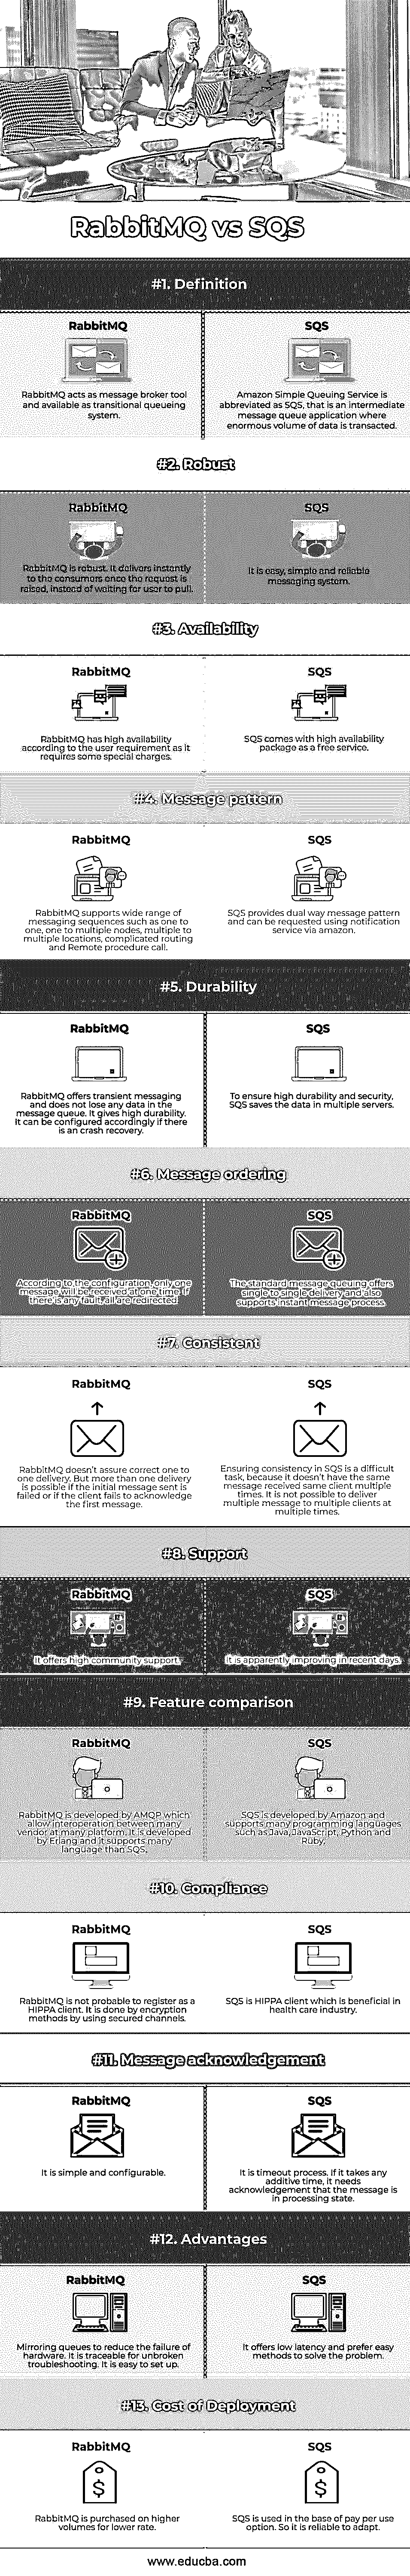 RabbitMQ vs SQS
#1. Definition
RabbitMQ
RabbitMQ acts as message broker tool
and available as transitional queueing
system.
SQS
Amazon Simple Queuing Service is
abbreviated as SQS, that is an intermediate
message queue application where
enormous volume of data is transacted.
#2. Robust
RabbitMQ
RabbitMQ is robust. It delivers instantly
to the consumers once the request is
raised, instead of waiting for user to pull.
SQS
It is easy, simple and reliable
messaging system.
#3. Availability
RabbitMQ
RabbitMQ has high availability
according to the user requirement as it
requires some special charges.
SQS
SQS comes with high availability
package as a free service.
#4. Message pattern
RabbitMQ
RabbitMQ supports wide range of
messaging sequences such as one to
one, one to multiple nodes, multiple to
multiple locations, complicated routing
and Remote procedure call.
SQS
SQS provides dual way message pattern
and can be requested using notification
service via amazon.
#5. Durability
RabbitMQ
RabbitMQ offers transient messaging
and does not lose any data in the
message queue. It gives high durability.
It can be configured accordingly if there
is an crash recovery.
SQS
To ensure high durability and security,
SQS saves the data in multiple servers.
#6. Message ordering
RabbitMQ
According to the configuration, only one
message will be received at one time. If
there is any fault, all are redirected
SQS
The standard message queuing offers
single to single delivery and also
supports instant message process.
#7. Consistent
RabbitMQ
RabbitMQ doesn't assure correct one to
one delivery. But more than one delivery
is possible if the initial message sent is
failed or if the client fails to acknowledge
the first message.
SQS
Ensuring consistency in SQS is a difficult
task, because it doesn't have the same
message received same client multiple
times. It is not possible to deliver
multiple message to multiple clients at
multiple times.
#8. Support
RabbitMQ
It offers high community support.
SQS
It is apparently improving in recent days.
#9. Feature comparison
RabbitMQ
RabbitMQ is developed by AMQP which
allow interoperation between many
vendor at many platform. It is developed
by Erlang and it supports many
language than SQS.
SQS
SQS is developed by Amazon and
supports many programming languages
such as Java, JavaScript, Python and
Ruby.
#10. Compliance
RabbitMQ
RabbitMQ is not probable to register as a
HIPPA client. It is done by encryption
methods by using secured channels.
SQS
SQS is HIPPA client which is beneficial in
health care industry.
#11. Message acknowledgement
RabbitMQ
It is simple and configurable.
SQS
It is timeout process. If it takes any
additive time, it needs
acknowledgement that the message is
in processing state.
#12. Advantages
RabbitMQ
Mirroring queues to reduce the failure of
hardware. It is traceable for unbroken
troubleshooting. It is easy to set up.
SQS
It offers low latency and prefer easy
methods to solve the problem.
#13. Cost of Deployment
RabbitMQ
RabbitMQ is purchased on higher
volumes for lower rate.
SQS
SQS is used in the base of pay per use
option. So it is reliable to adapt.
www.educba.com